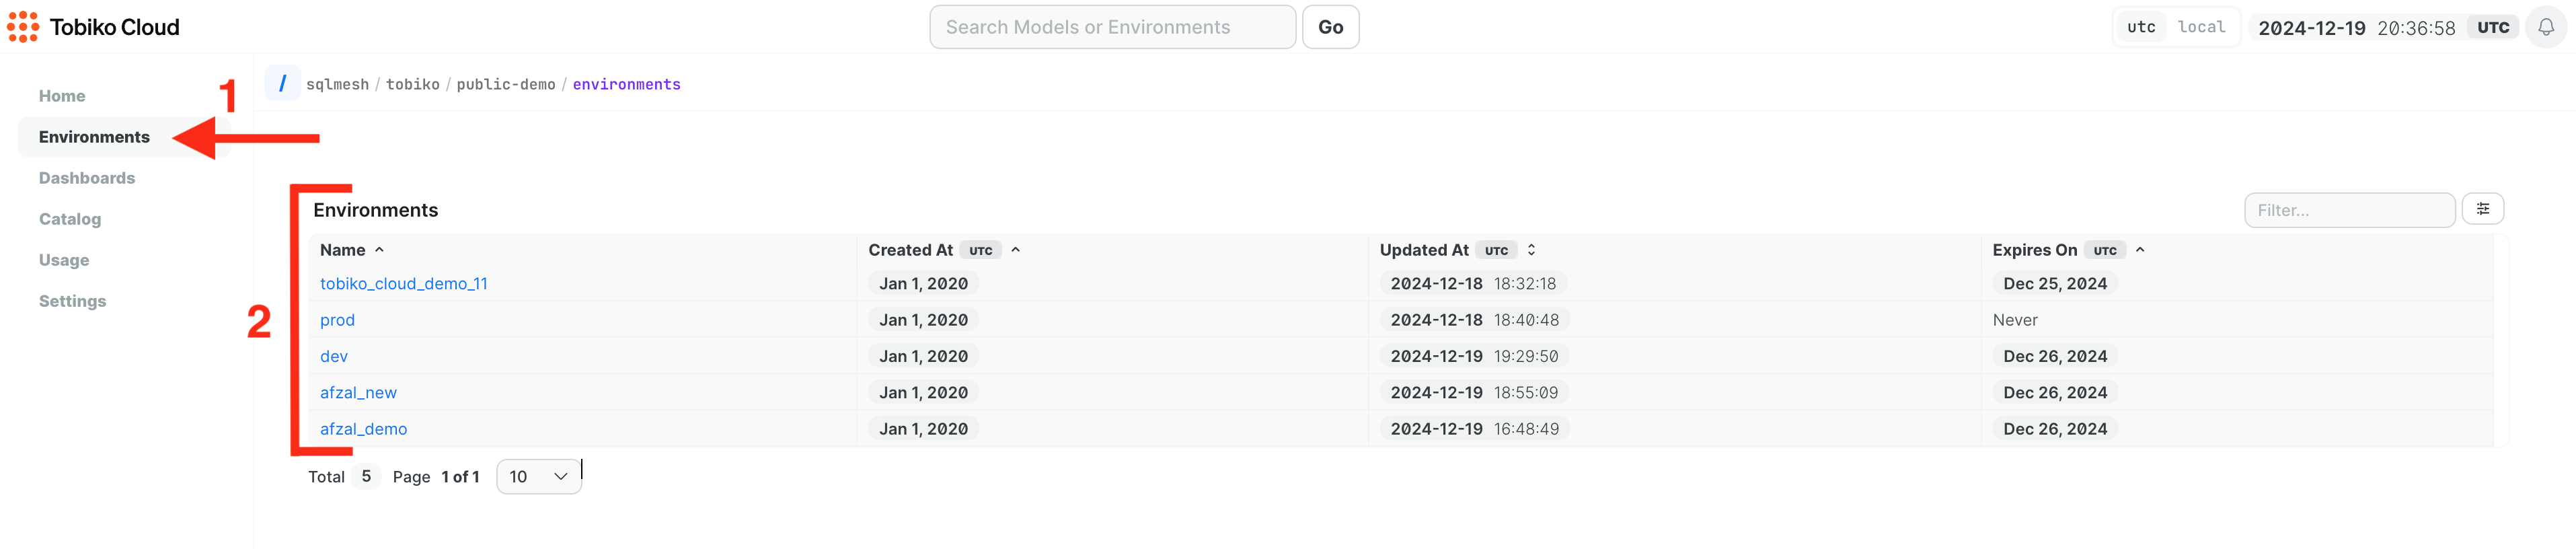 Tobiko Cloud
Search Models or Environments Go
utc local 2024-12-19 20:36:58 UTC
1
Home
Environments
Dashboards
Catalog
Usage
Settings
/ sqlmesh / tobiko / public-demo / environments
2
Environments
Filter...
Name Created At UTC Updated At UTC Expires On UTC
tobiko_cloud_demo_11 Jan 1, 2020 2024-12-18 18:32:18 Dec 25, 2024
prod Jan 1, 2020 2024-12-18 18:40:48 Never
dev Jan 1, 2020 2024-12-19 19:29:50 Dec 26, 2024
afzal_new Jan 1, 2020 2024-12-19 18:55:09 Dec 26, 2024
afzal_demo Jan 1, 2020 2024-12-19 16:48:49 Dec 26, 2024
Total 5 Page 1 of 1 10